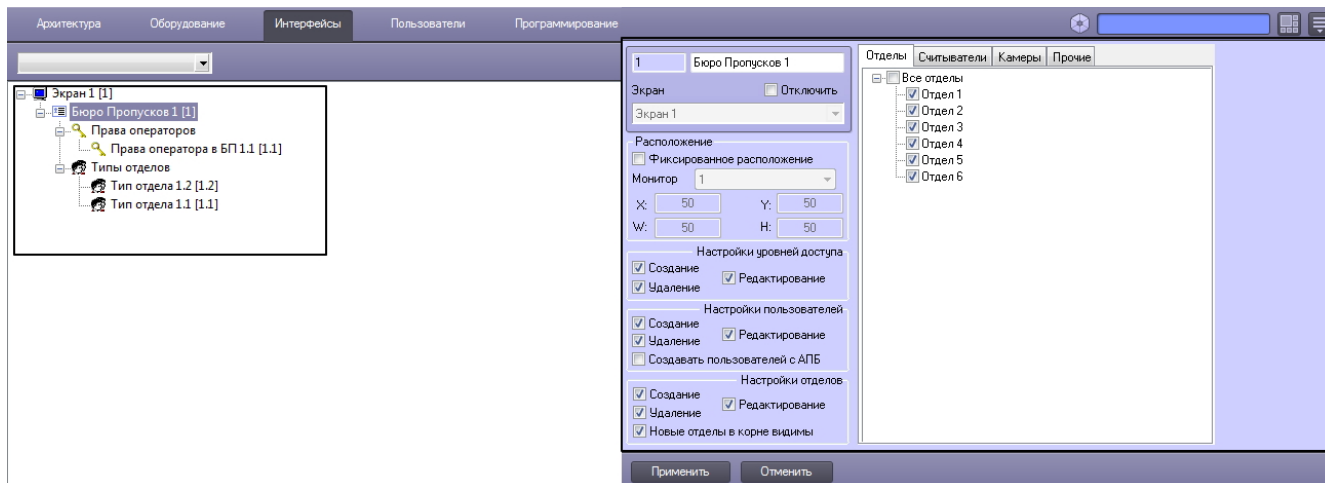 Архитектура Оборудование Интерфейсы Пользователи Программирование
Экран 1 [1]
Бюро Пропусков 1 [1]
Права операторов
Права оператора в БП 1.1 [1.1]
Типы отделов
Тип отдела 1.2 [1.2]
Тип отдела 1.1 [1.1]
1 Бюро Пропусков 1
Экран Отключить
Экран 1
Расположение
Фиксированное расположение
Монитор 1
X: 50 Y: 50
W: 50 H: 50
Настройки уровней доступа
Создание
Редактирование
Удаление
Настройки пользователей
Создание
Редактирование
Удаление
Создавать пользователей с АПБ
Настройки отделов
Создание
Редактирование
Удаление
Новые отделы в корне видимы
Отделы Считыватели Камеры Прочие
Все отделы
Отдел 1
Отдел 2
Отдел 3
Отдел 4
Отдел 5
Отдел 6
Применить Отменить